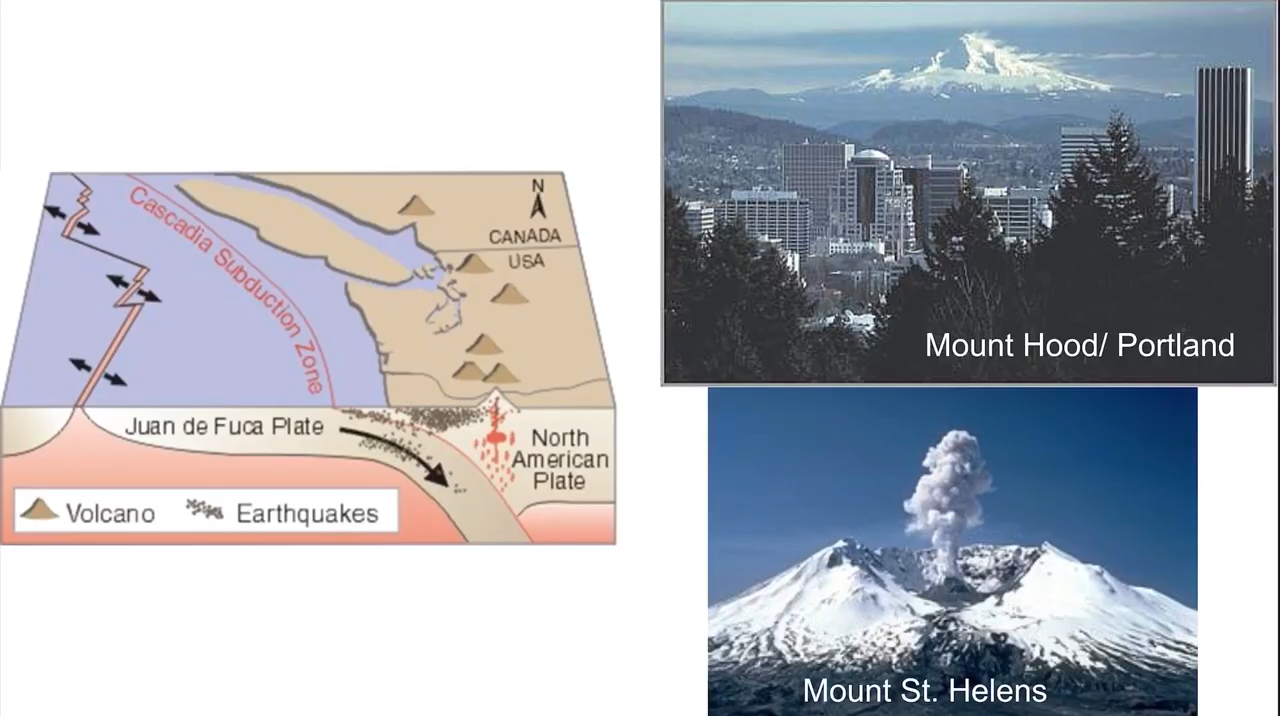 Cascadia Subduction Zone
N
CANADA
USA
Juan de Fuca Plate
North
American
Plate
Volcano
Earthquakes
Mount Hood/ Portland
Mount St. Helens